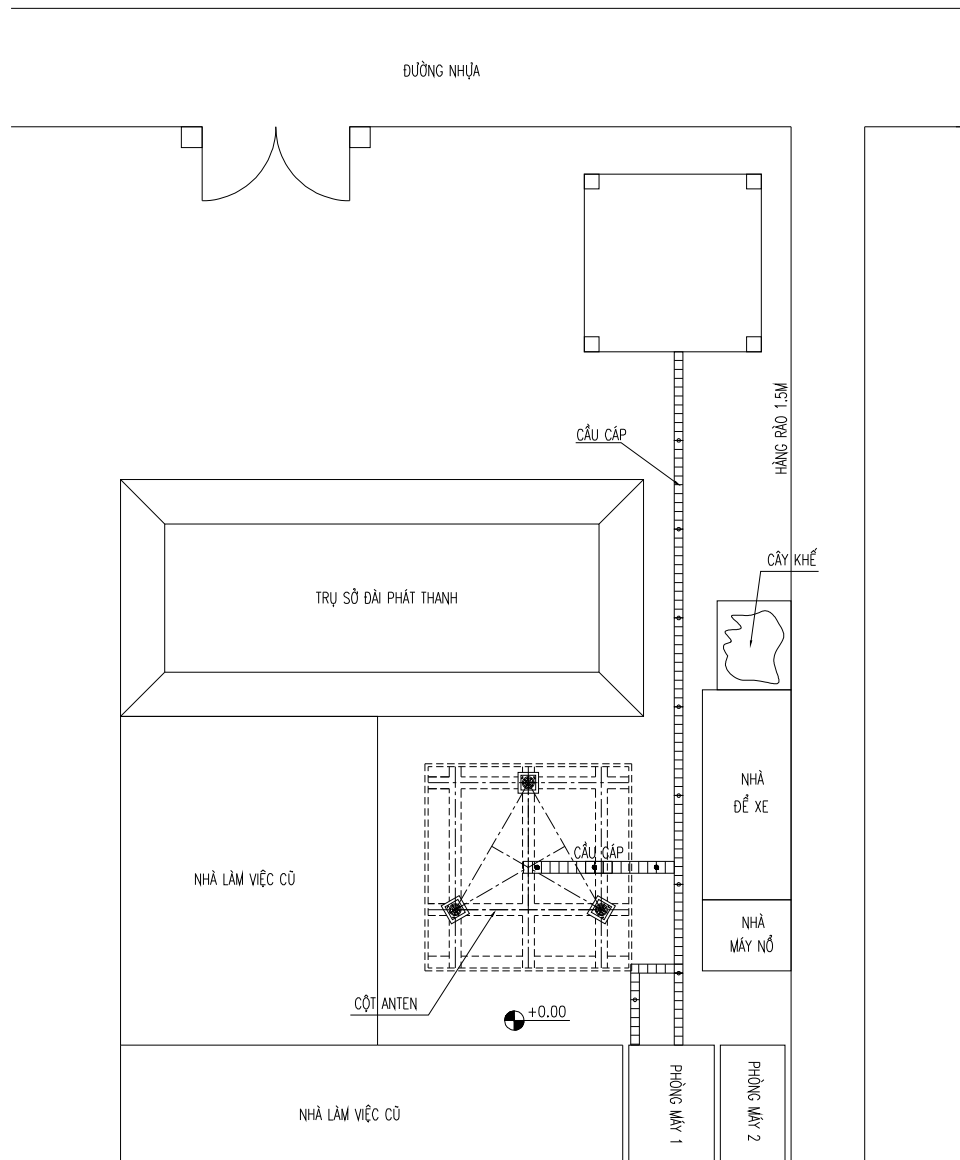 ĐƯỜNG NHỰA
CẦU CÁP
HÀNG RÀO 1.5M
CÂY KHẾ
TRỤ SỞ ĐÀI PHÁT THANH
NHÀ
ĐỂ XE
CẦU CÁP
NHÀ LÀM VIỆC CŨ
NHÀ
MÁY NỔ
CỘT ANTEN
+0.00
PHÒNG MÁY 1
PHÒNG MÁY 2
NHÀ LÀM VIỆC CŨ